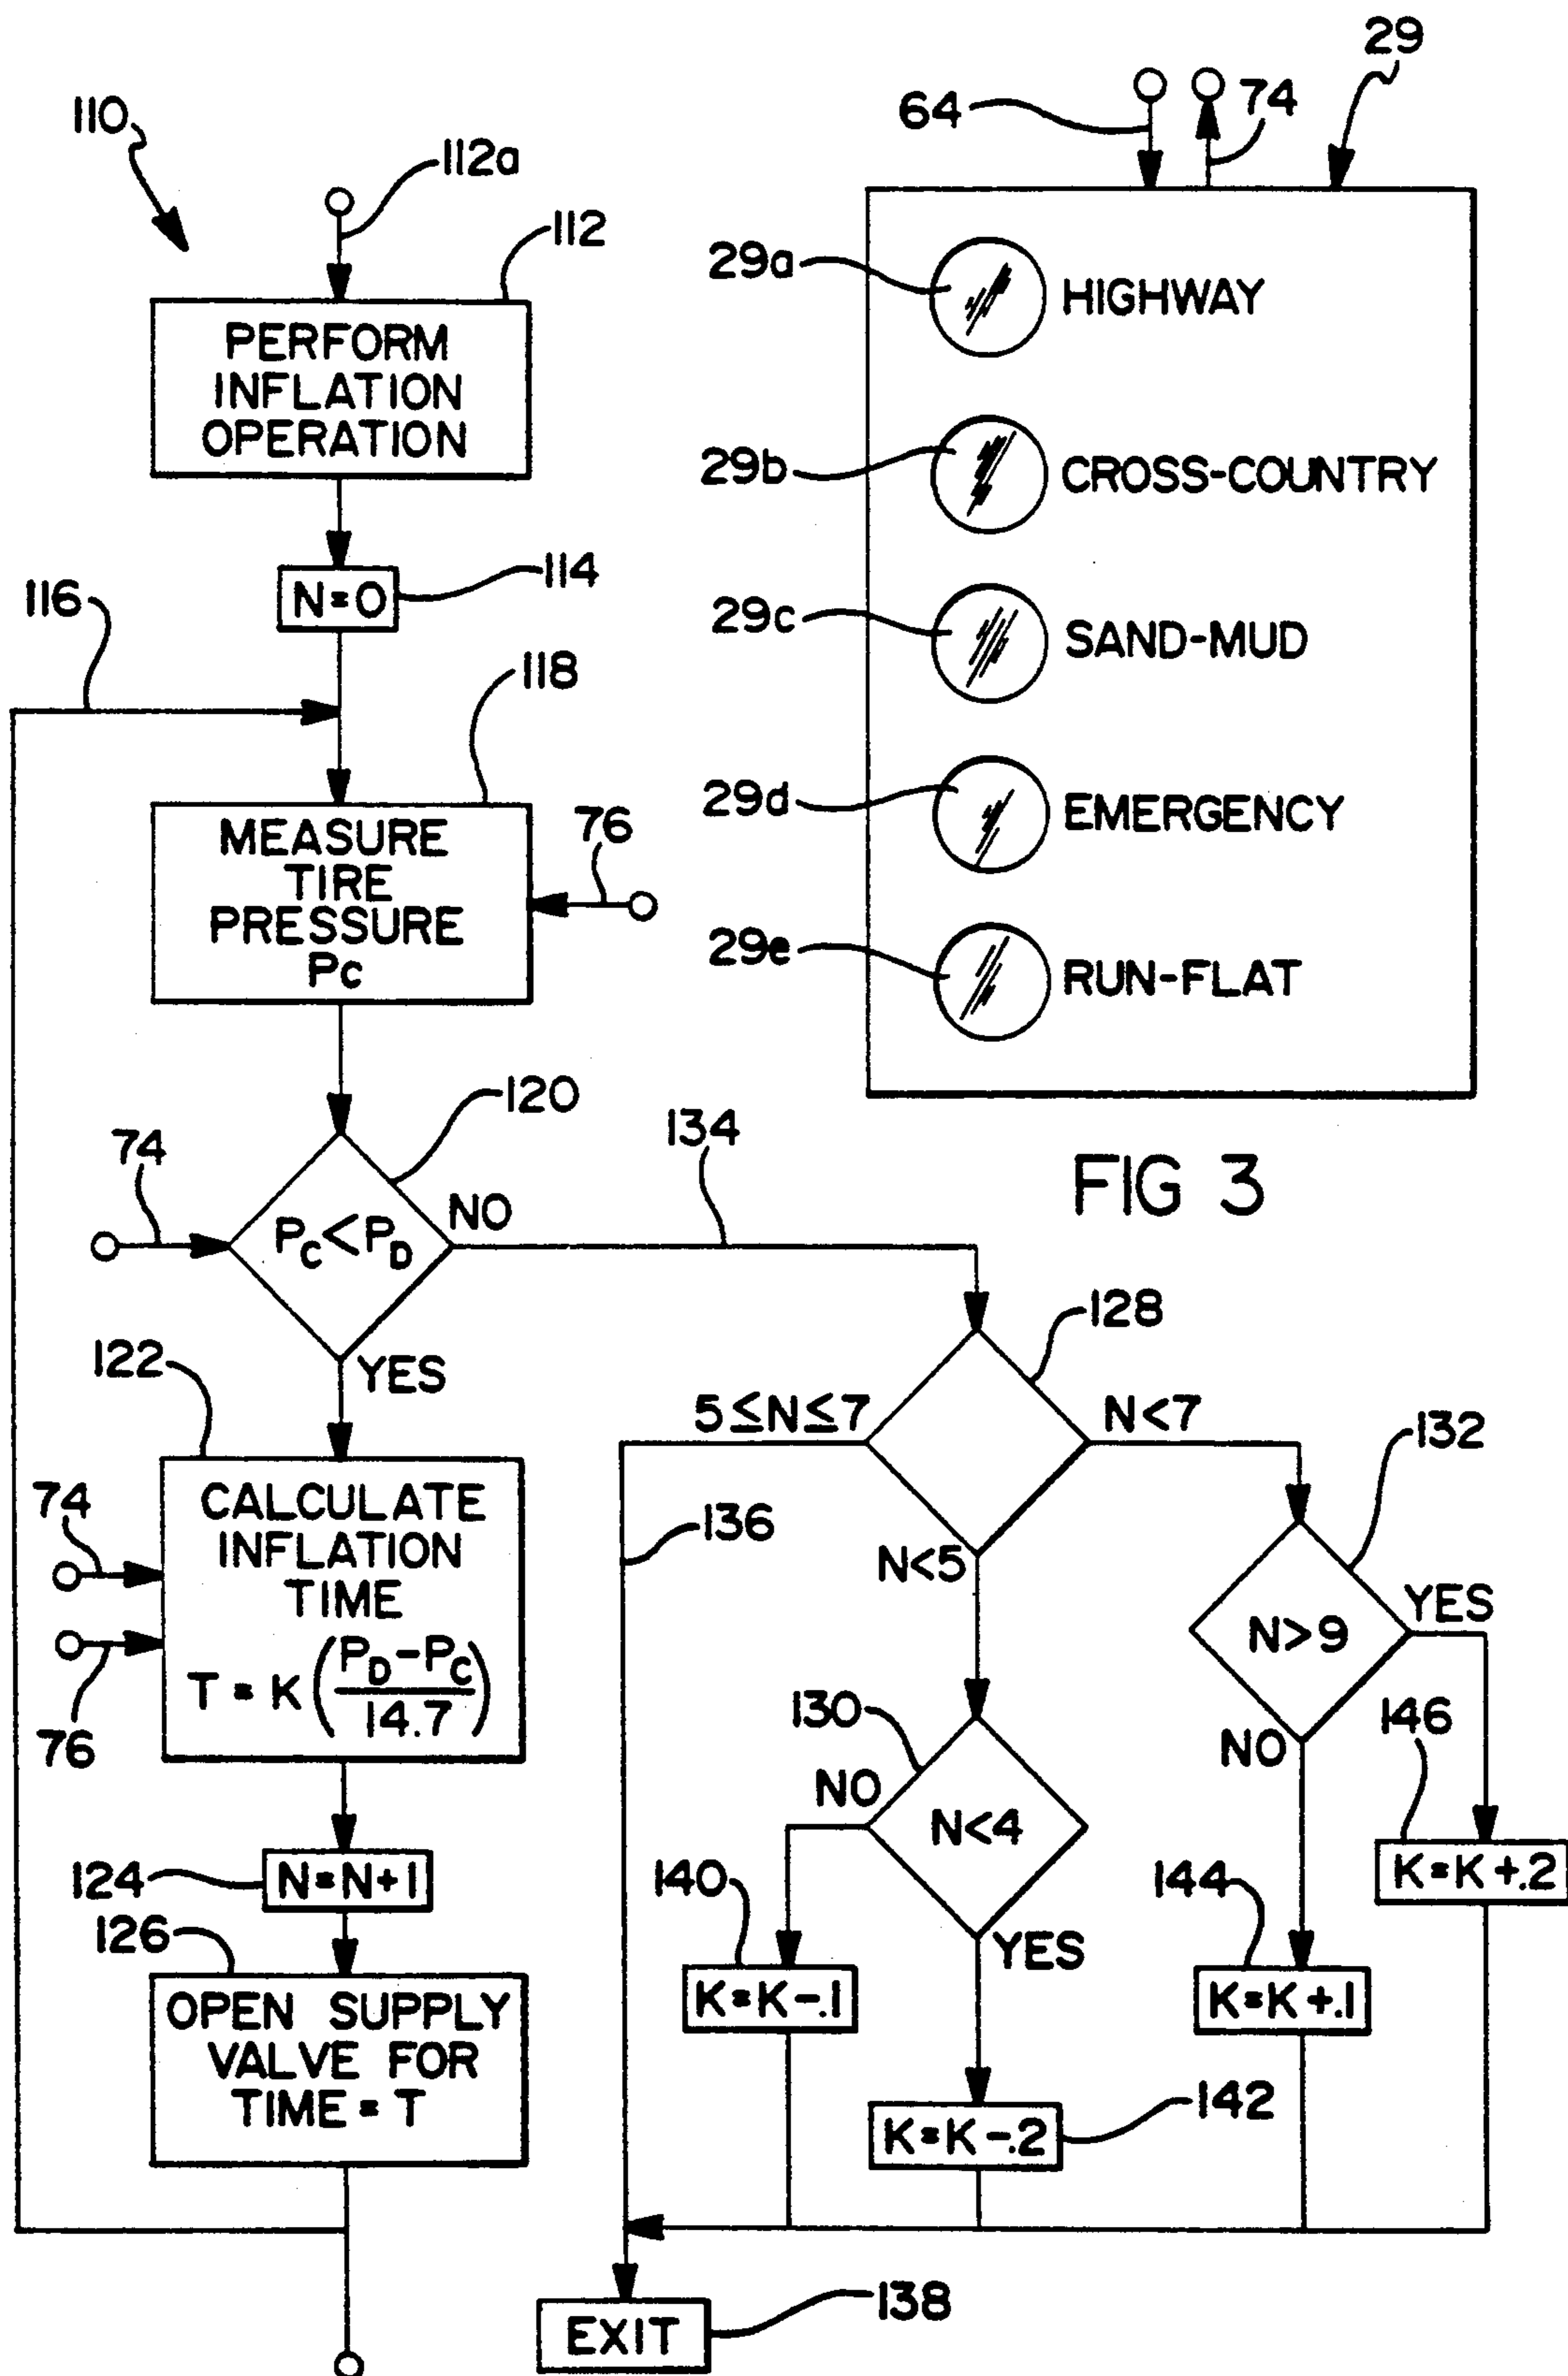 110
112a
112
PERFORM
INFLATION
OPERATION
N=0
114
116
118
MEASURE
TIRE
PRESSURE
Pc
76
120
74
PC<PD
NO
YES
134
122
74
76
CALCULATE
INFLATION
TIME
T = K (PD-PC/14.7)
124
N=N+1
126
OPEN SUPPLY
VALVE FOR
TIME = T
64
74
29
29a
HIGHWAY
29b
CROSS-COUNTRY
29c
SAND-MUD
29d
EMERGENCY
29e
RUN-FLAT
FIG 3
128
5≤N≤7
N<7
N<5
136
132
N>9
YES
NO
130
N<4
NO
YES
140
K=K-.1
K=K-.2
142
144
K=K+.1
146
K=K+.2
EXIT
138